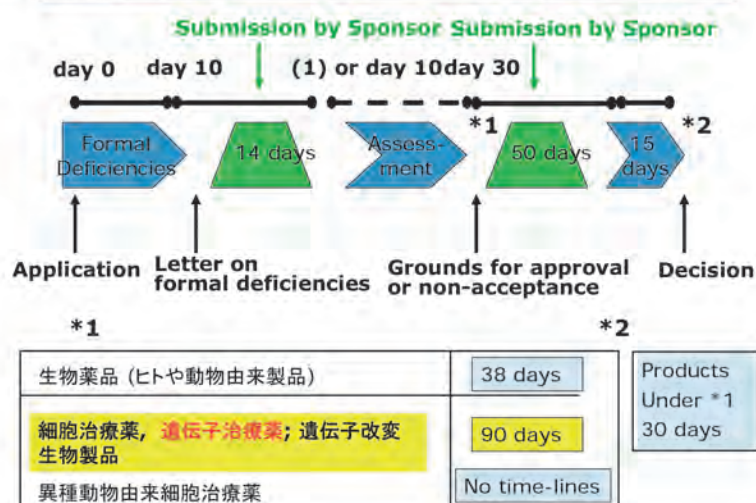 Submission by Sponsor Submission by Sponsor
day 0 day 10 (1) or day 10 day 30
Formal
Deficiencies
14 days
Assess-
ment
*1
50 days
15
days
*2
Application
Letter on
formal deficiencies
Grounds for approval
or non-acceptance
Decision
*1
*2
生物薬品 (ヒトや動物由来製品)
38 days
細胞治療薬, 遺伝子治療薬; 遺伝子改変
生物製品
90 days
異種動物由来細胞治療薬
No time-lines
Products
Under *1
30 days